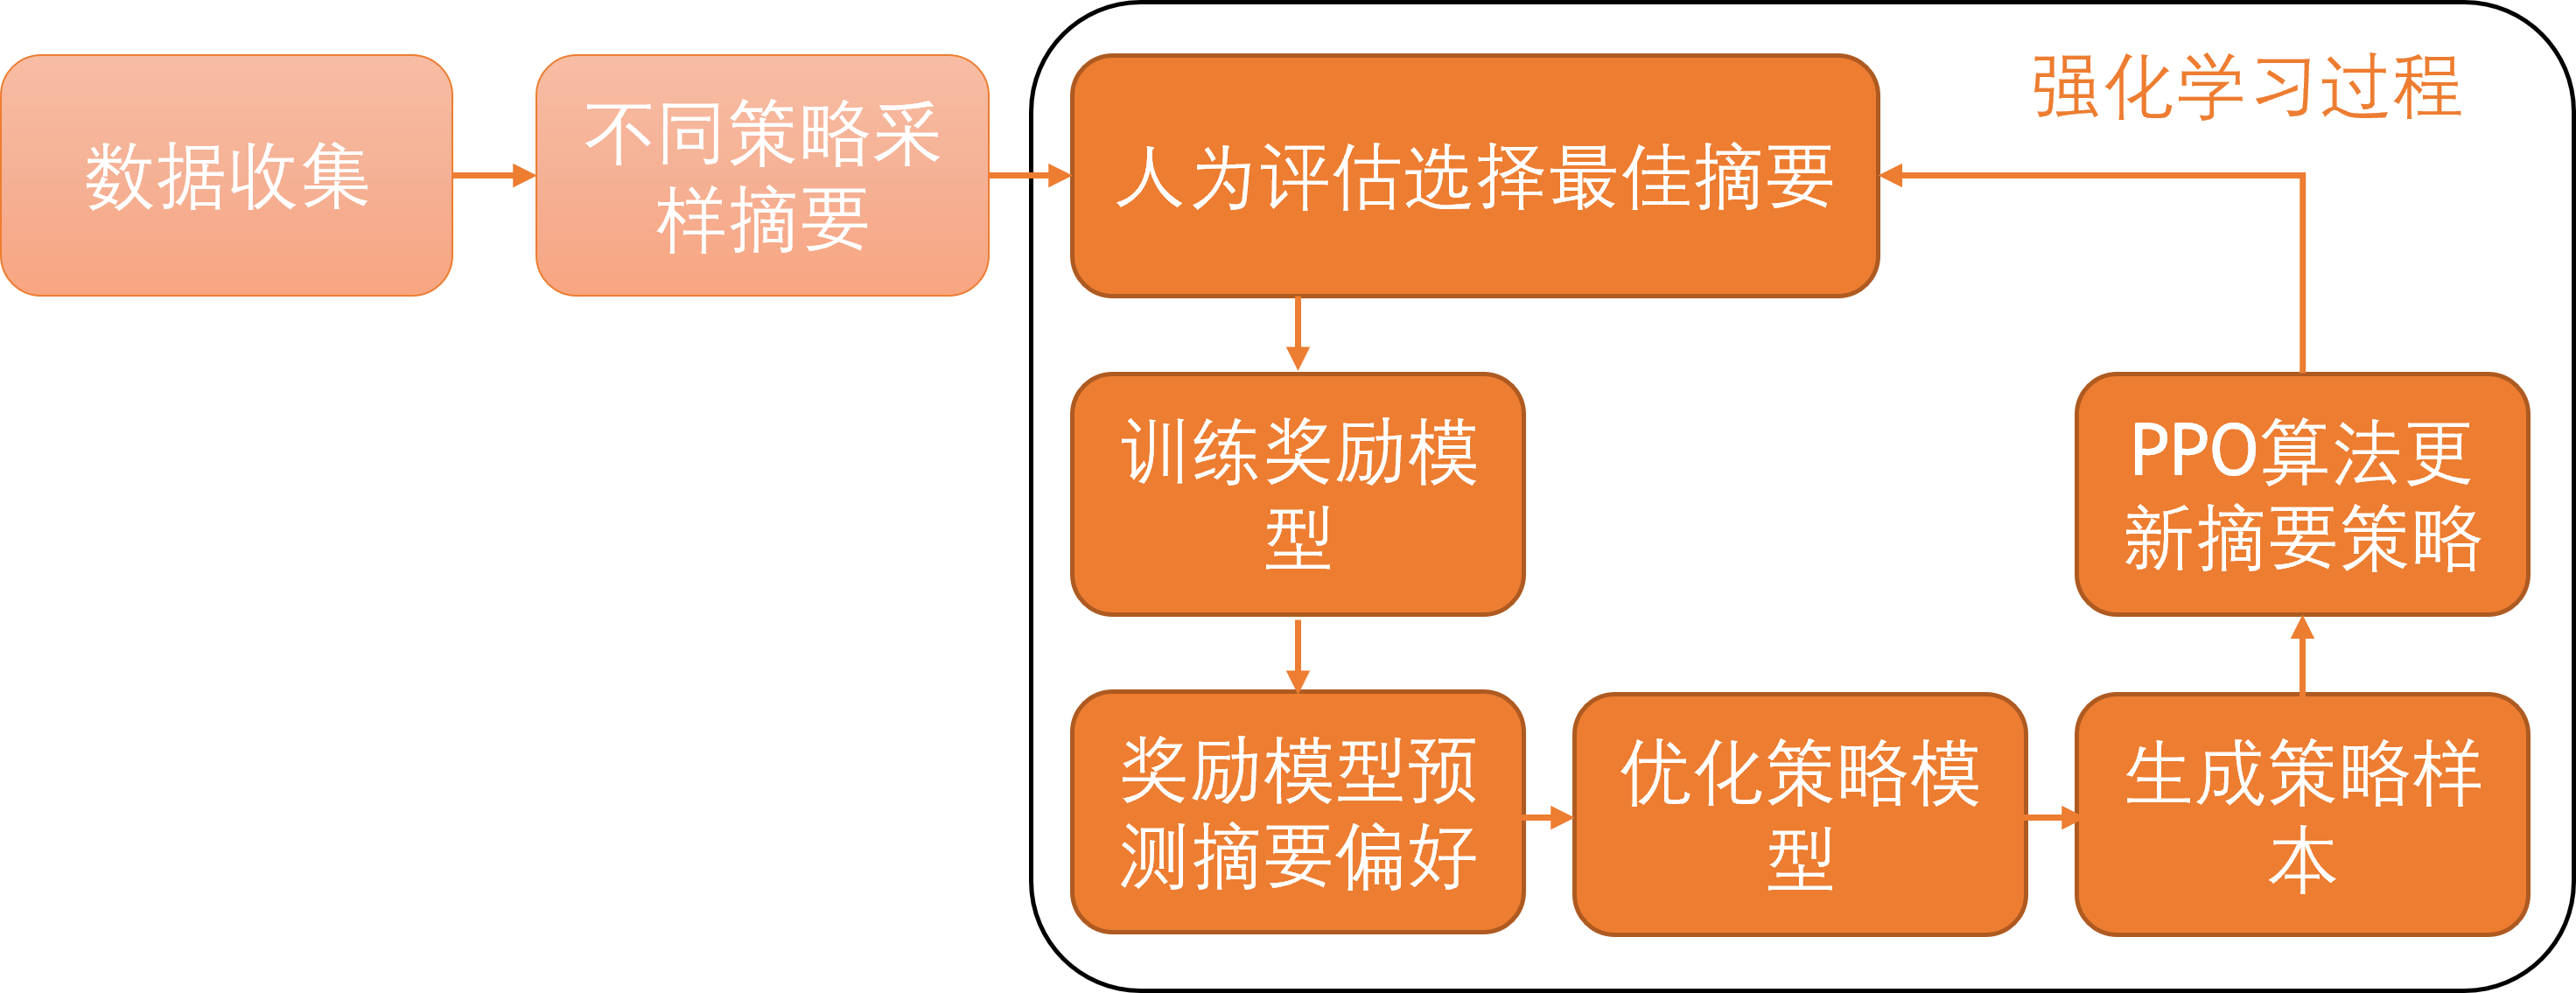 数据收集
不同策略采
样摘要
人为评估选择最佳摘要
强化学习过程
训练奖励模
型
PPO算法更
新摘要策略
奖励模型预
测摘要偏好
优化策略模
型
生成策略样
本